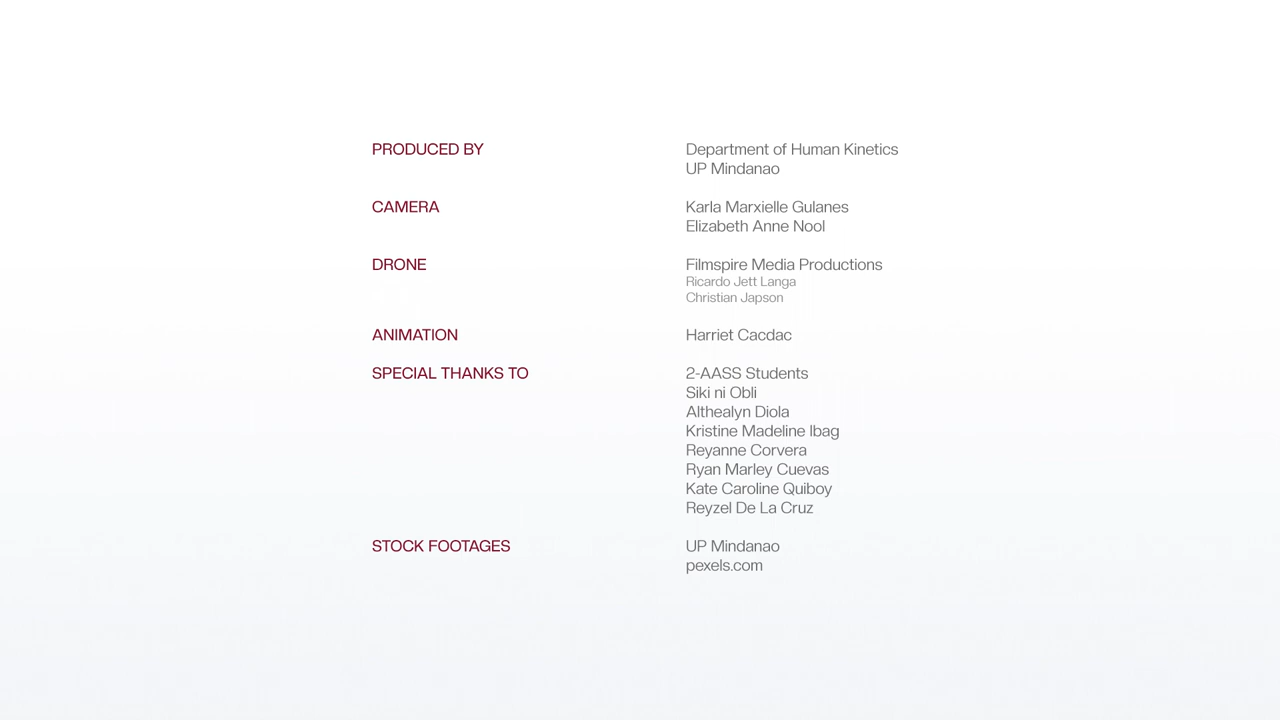 PRODUCED BY
Department of Human Kinetics
UP Mindanao
CAMERA
Karla Marxielle Gulanes
Elizabeth Anne Nool
DRONE
Filmspire Media Productions
Ricardo Jett Langa
Christian Japson
ANIMATION
Harriet Cacdac
SPECIAL THANKS TO
2-AASS Students
Siki ni Obli
Althealyn Diola
Kristine Madeline Ibag
Reyanne Corvera
Ryan Marley Cuevas
Kate Caroline Quiboy
Reyzel De La Cruz
STOCK FOOTAGES
UP Mindanao
pexels.com